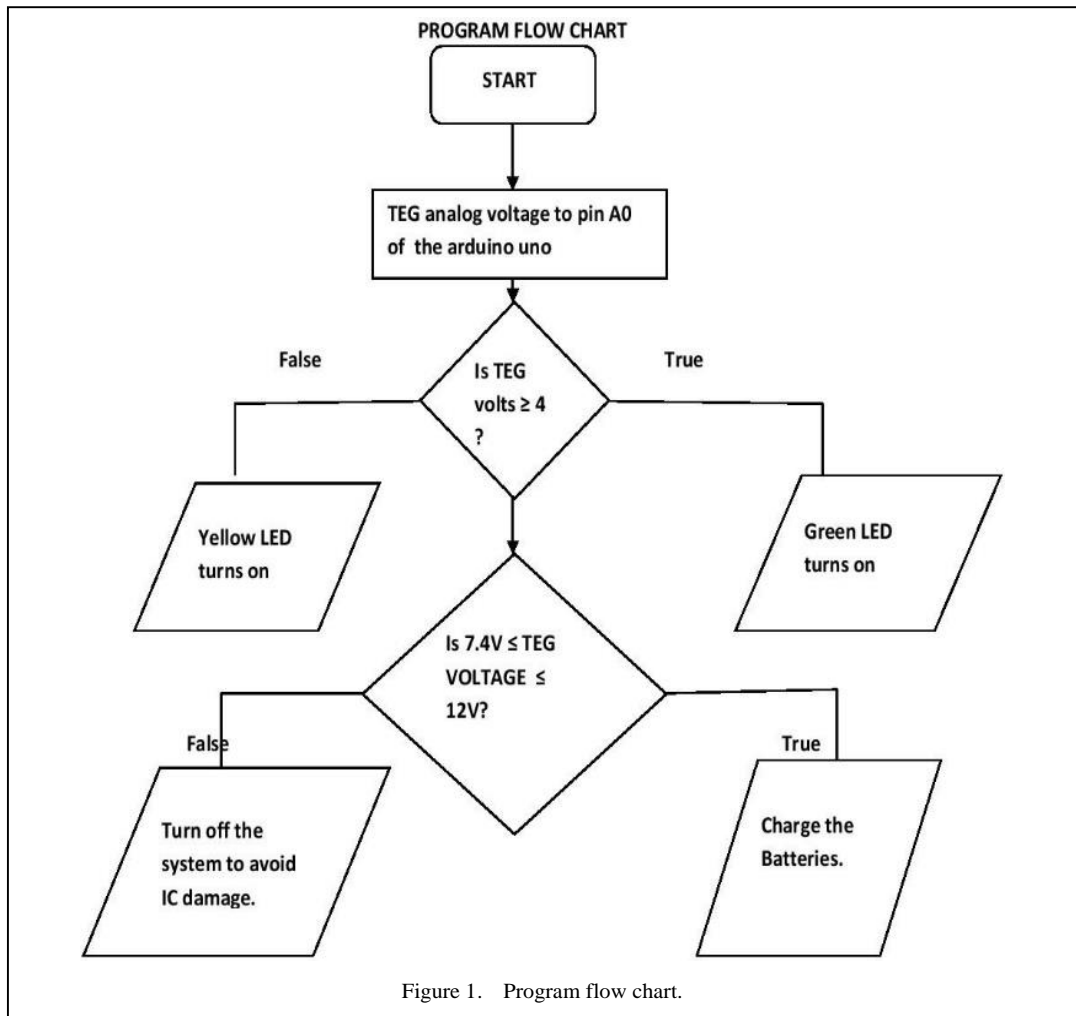 PROGRAM FLOW CHART
START
TEG analog voltage to pin A0
of the arduino uno
False
True
Is TEG
volts ≥ 4
?
Yellow LED
turns on
Green LED
turns on
Is 7.4V ≤ TEG
VOLTAGE ≤
12V?
False
True
Turn off the
system to avoid
IC damage.
Charge the
Batteries.
Figure 1. Program flow chart.